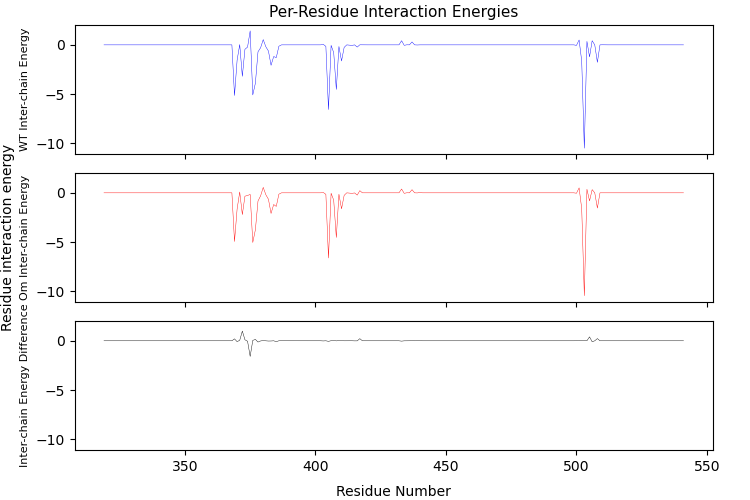 Per-Residue Interaction Energies
WT Inter-chain Energy
0
−5
−10
Residue interaction energy
Om Inter-chain Energy
0
−5
−10
Inter-chain Energy Difference
0
−5
−10
350
400
450
500
550
Residue Number